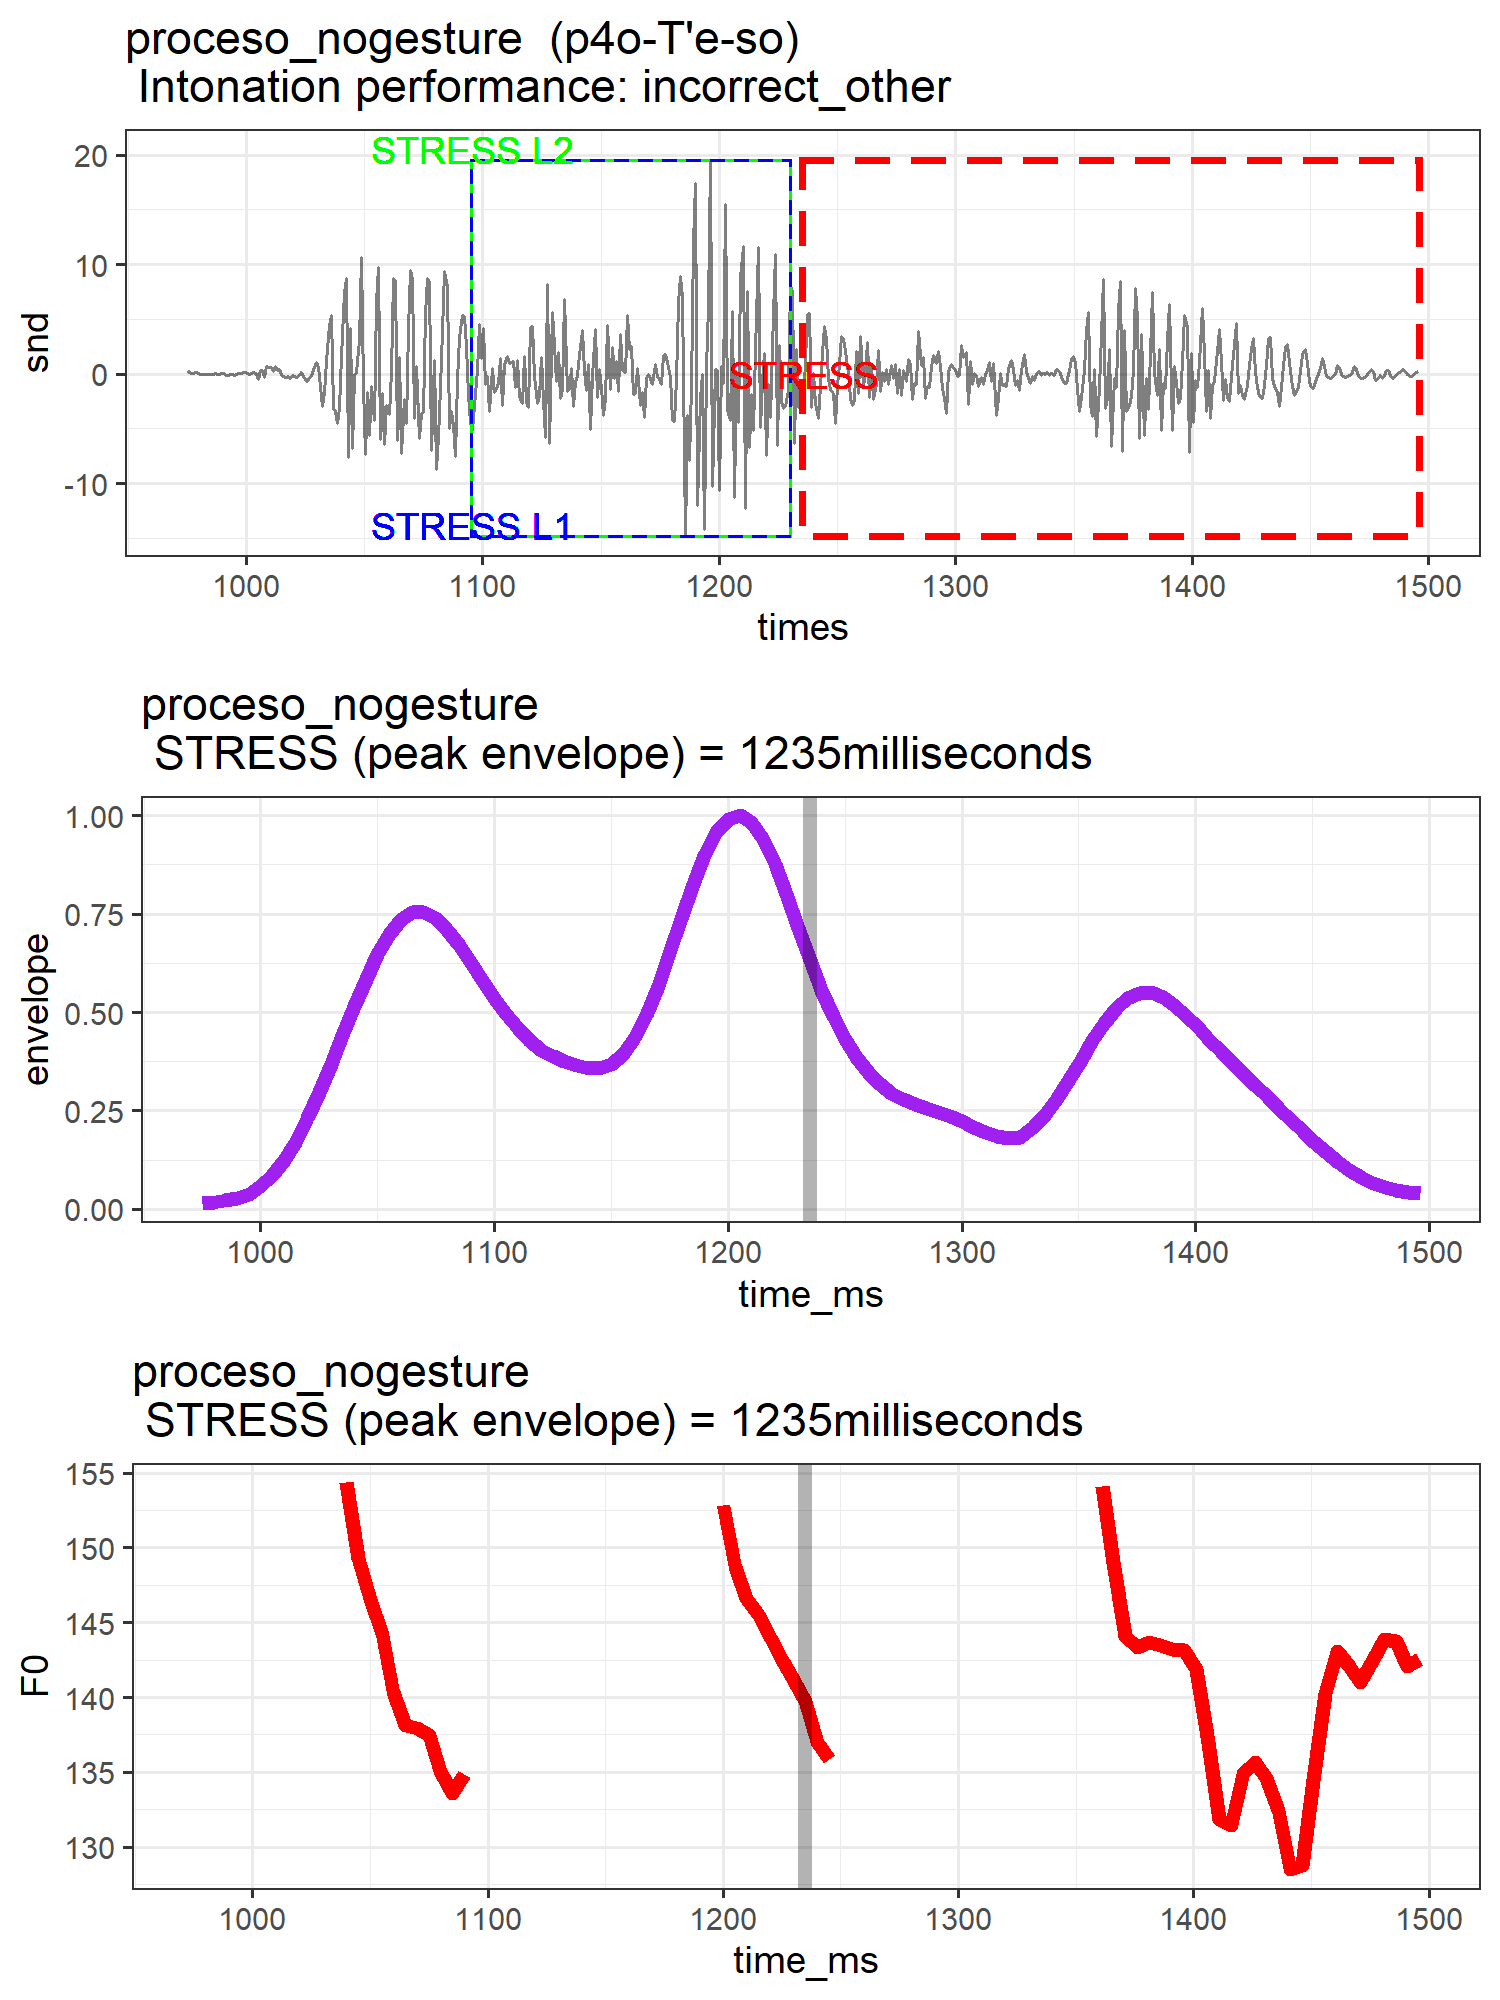 proceso_nogesture (p4o-T'e-so)
Intonation performance: incorrect_other
STRESS L2
STRESS
STRESS L1
20
10
0
-10
snd
1000 1100 1200 1300 1400 1500
times
proceso_nogesture
STRESS (peak envelope) = 1235milliseconds
1.00
0.75
0.50
0.25
0.00
envelope
1000 1100 1200 1300 1400 1500
time_ms
proceso_nogesture
STRESS (peak envelope) = 1235milliseconds
155
150
145
140
135
130
F0
1000 1100 1200 1300 1400 1500
time_ms